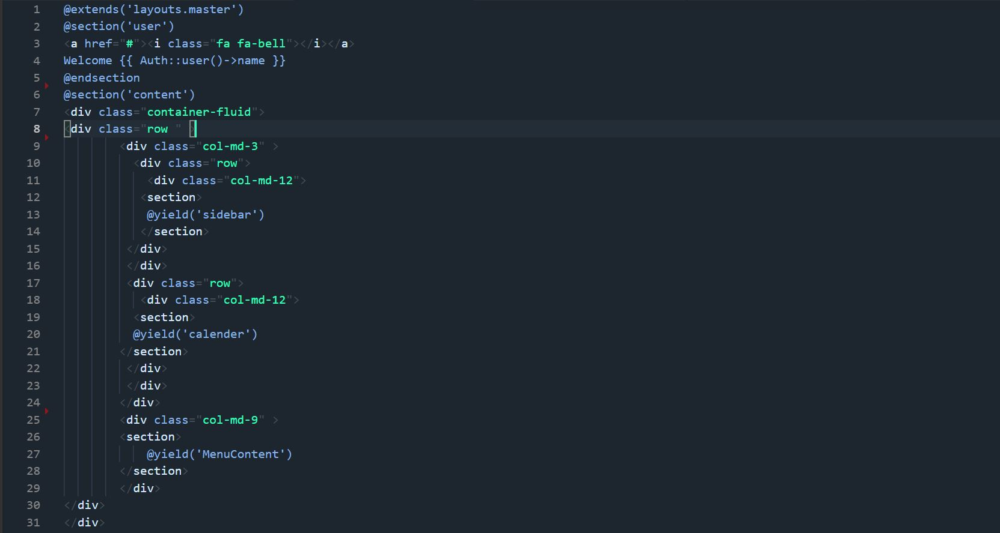 1 @extends('layouts.master')
2 @section('user')
3 <a href="#"><i class="fa fa-bell"></i></a>
4 Welcome {{ Auth::user()->name }}
5 @endsection
6 @section('content')
7 <div class="container-fluid">
8 <div class="row " >
9         <div class="col-md-3" >
10           <div class="row">
11             <div class="col-md-12">
12            <section>
13             @yield('sidebar')
14            </section>
15          </div>
16          </div>
17          <div class="row">
18            <div class="col-md-12">
19           <section>
20           @yield('calender')
21         </section>
22          </div>
23          </div>
24         </div>
25         <div class="col-md-9" >
26         <section>
27             @yield('MenuContent')
28         </section>
29         </div>
30 </div>
31 </div>